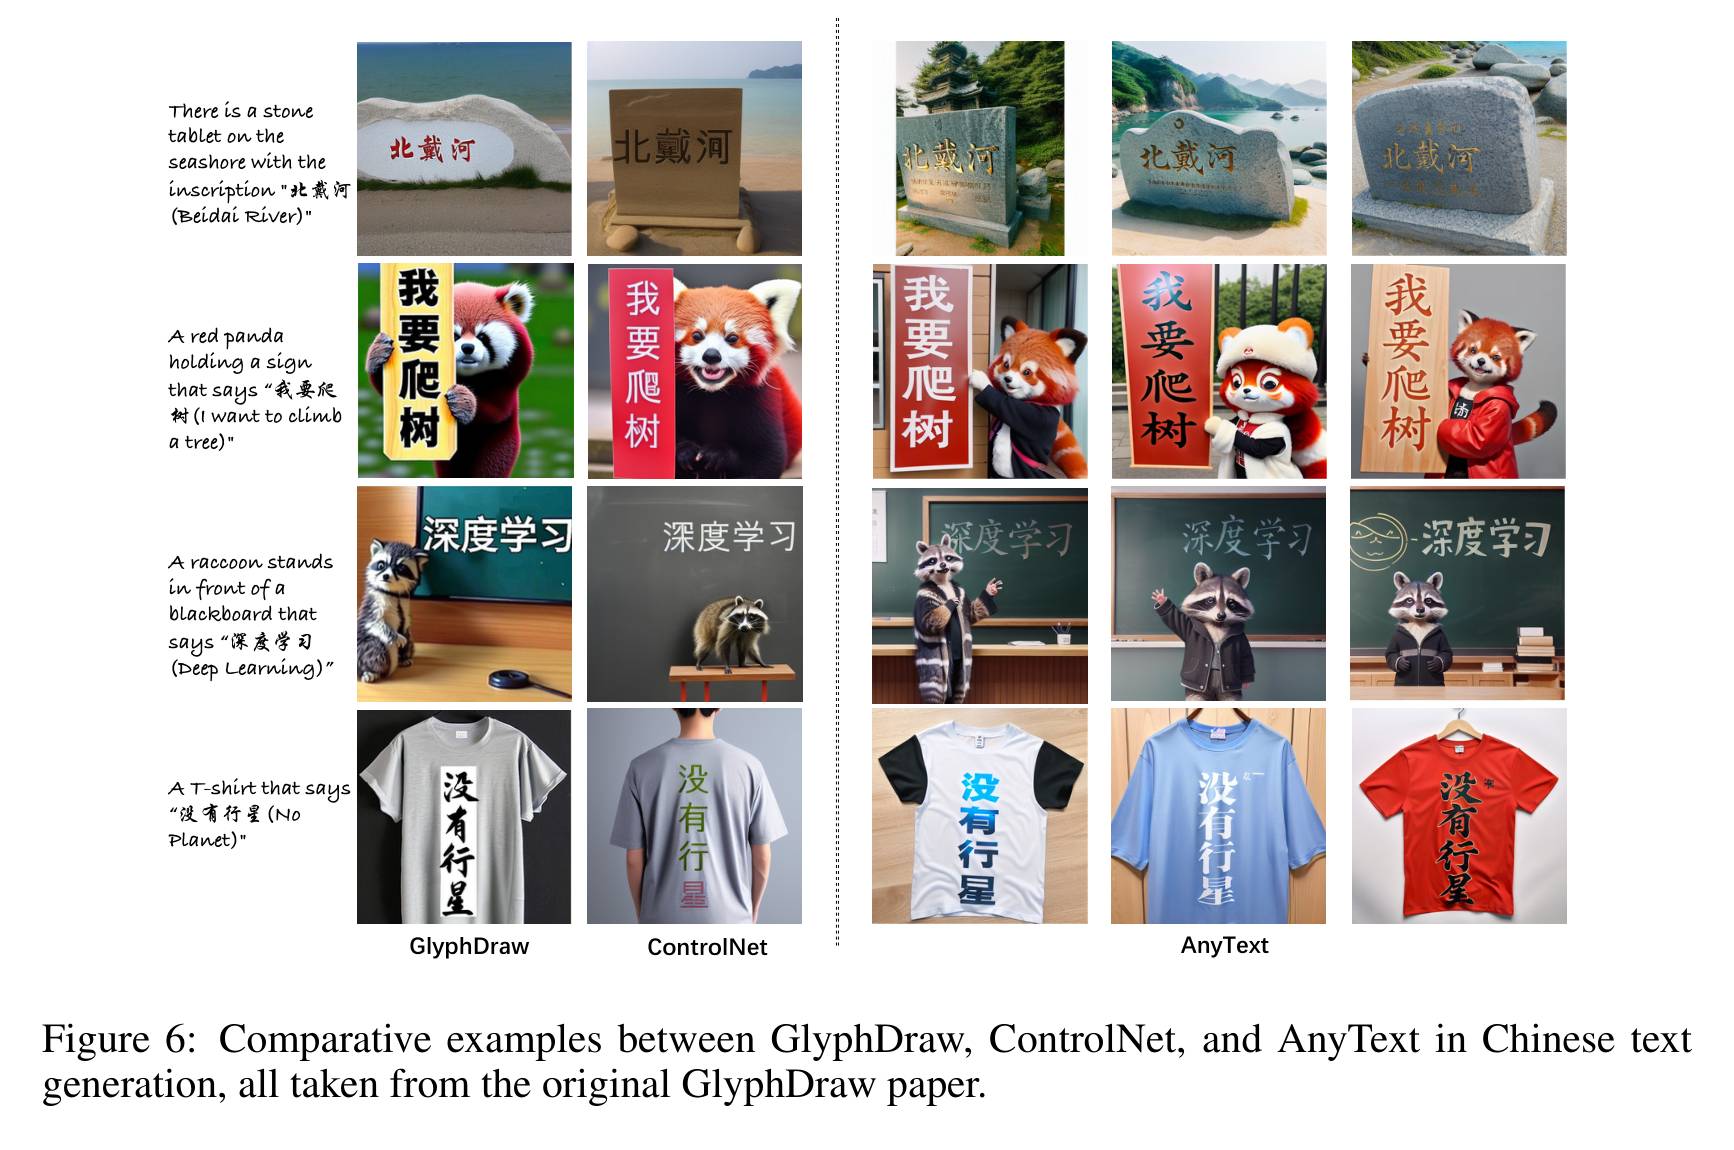 There is a stone
tablet on the
seashore with the
inscription "北戴河
(Beidai River)"
北戴河
北戴河
北戴河
北戴河
北戴河
A red panda
holding a sign
that says “我要爬
树(I want to climb
a tree)"
我要爬树
我要爬树
我要爬树
我要爬树
我要爬树
A raccoon stands
in front of a
blackboard that
says “深度学习
(Deep Learning)”
深度学习
深度学习
深度学习
深度学习
深度学习
A T-shirt that says
“没有行星(No
Planet)"
没有行星
没有行星
没有行星
没有行星
没有行星
GlyphDraw
ControlNet
AnyText
Figure 6: Comparative examples between GlyphDraw, ControlNet, and AnyText in Chinese text
generation, all taken from the original GlyphDraw paper.